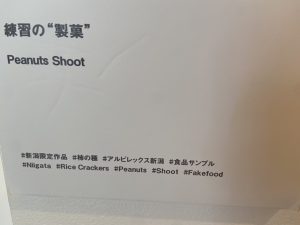 練習の“製菓”
Peanuts Shoot
#新潟限定作品 #柿の種 #アルビレックス新潟 #食品サンプル
#Niigata #Rice Crackers #Peanuts #Shoot #Fakefood